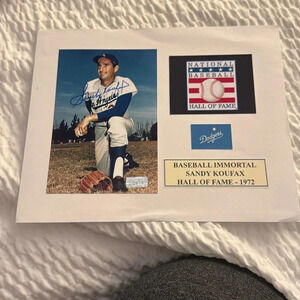 NATIONAL
BASEBALL
HALL OF FAME
Dodgers
BASEBALL IMMORTAL
SANDY KOUFAX
HALL OF FAME - 1972